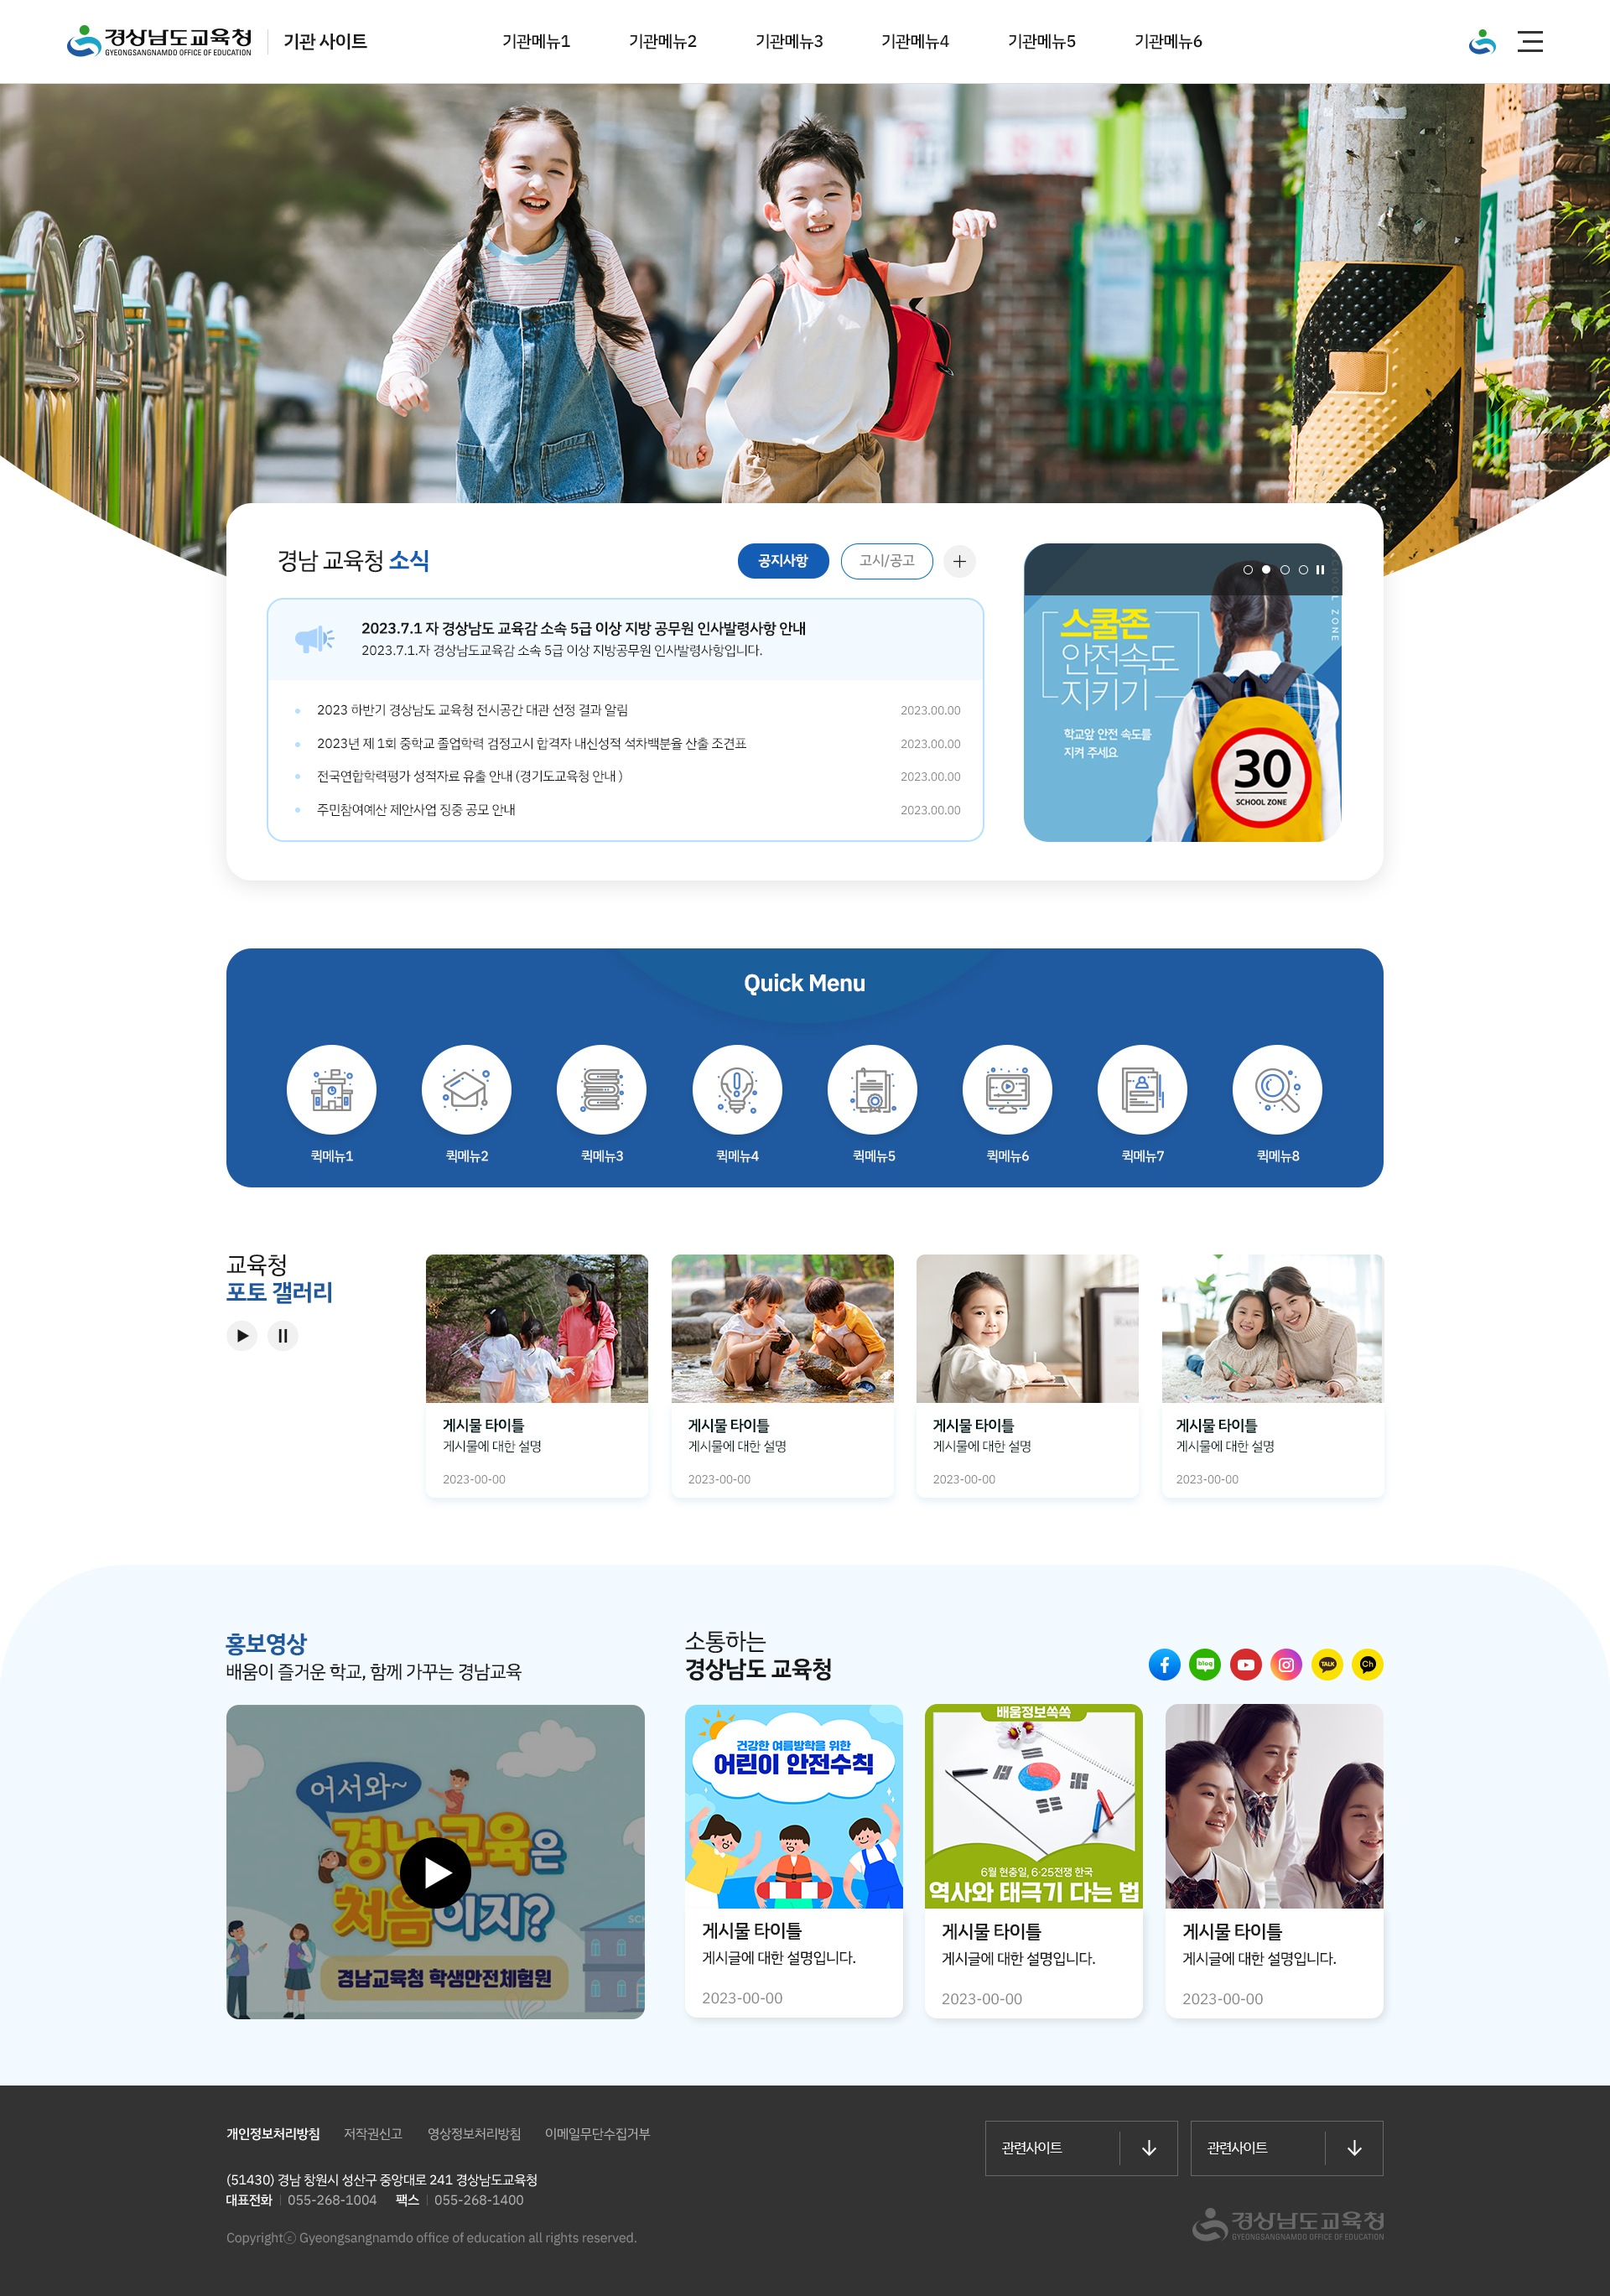 경상남도교육청
GYEONGSANGNAMDO OFFICE OF EDUCATION
기관 사이트
기관메뉴1
기관메뉴2
기관메뉴3
기관메뉴4
기관메뉴5
기관메뉴6
경남 교육청 소식
공지사항
고시/공고
2023.7.1 자 경상남도 교육감 소속 5급 이상 지방 공무원 인사발령사항 안내
2023.7.1.자 경상남도교육감 소속 5급 이상 지방공무원 인사발령사항입니다.
2023 하반기 경상남도 교육청 전시공간 대관 선정 결과 알림
2023.00.00
2023년 제 1회 중학교 졸업학력 검정고시 합격자 내신성적 석차백분율 산출 조견표
2023.00.00
전국연합학력평가 성적자료 유출 안내 (경기도교육청 안내 )
2023.00.00
주민참여예산 제안사업 집중 공모 안내
2023.00.00
SCHOOL ZONE
스쿨존
안전속도
지키기
학교앞 안전 속도를
지켜 주세요
30
SCHOOL ZONE
Quick Menu
퀵메뉴1
퀵메뉴2
퀵메뉴3
퀵메뉴4
퀵메뉴5
퀵메뉴6
퀵메뉴7
퀵메뉴8
교육청
포토 갤러리
게시물 타이틀
게시물에 대한 설명
2023-00-00
게시물 타이틀
게시물에 대한 설명
2023-00-00
게시물 타이틀
게시물에 대한 설명
2023-00-00
게시물 타이틀
게시물에 대한 설명
2023-00-00
홍보영상
배움이 즐거운 학교, 함께 가꾸는 경남교육
어서와~
경남교육은
처음이지?
경남교육청 학생안전체험원
소통하는
경상남도 교육청
blog
TALK
Ch
건강한 여름방학을 위한
어린이 안전수칙
게시물 타이틀
게시글에 대한 설명입니다.
2023-00-00
배움정보쏙쏙
6월 현충일, 6·25전쟁 한국
역사와 태극기 다는 법
게시물 타이틀
게시글에 대한 설명입니다.
2023-00-00
게시물 타이틀
게시글에 대한 설명입니다.
2023-00-00
개인정보처리방침
저작권신고
영상정보처리방침
이메일무단수집거부
관련사이트
관련사이트
(51430) 경남 창원시 성산구 중앙대로 241 경상남도교육청
대표전화 055-268-1004 팩스 055-268-1400
Copyrightⓒ Gyeongsangnamdo office of education all rights reserved.
경상남도교육청
GYEONGSANGNAMDO OFFICE OF EDUCATION